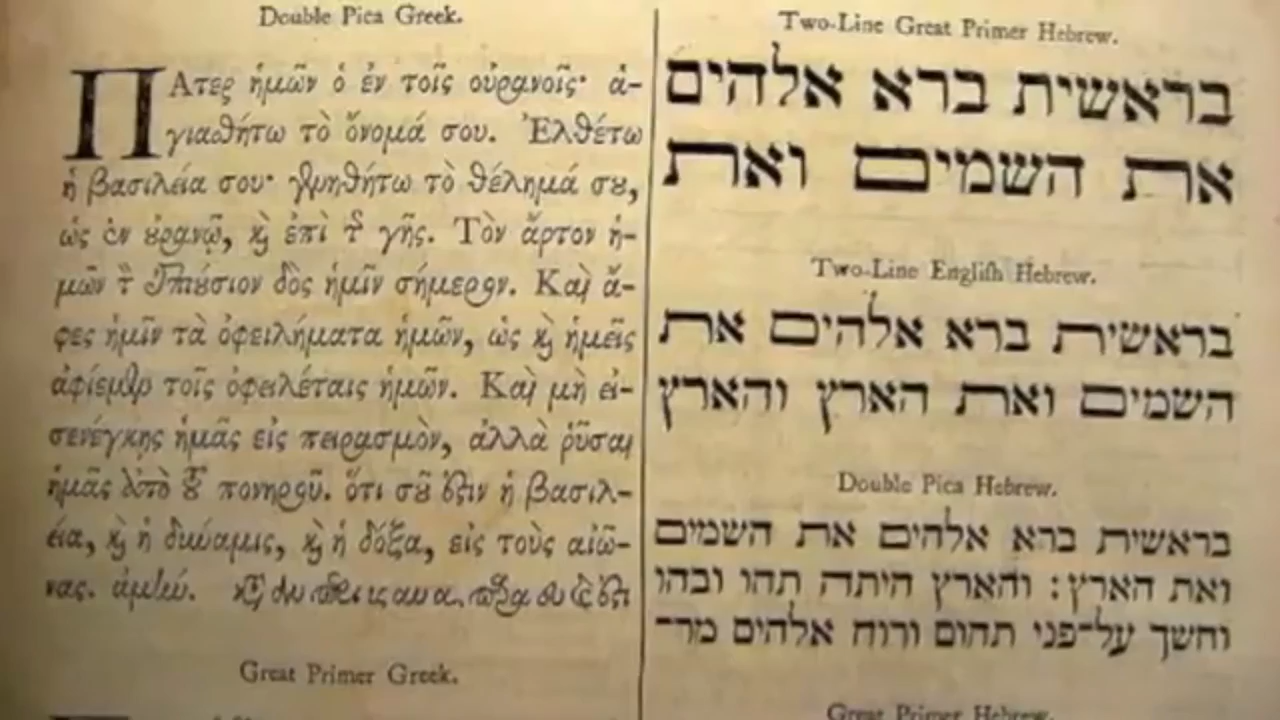 Double Pica Greek.
ΠΑτερ ἡμῶν ὁ ἐν τοῖς οὐρανοῖς· ἁ-
γιασθήτω τὸ ὄνομά σου. Ἐλθέτω
ἡ βασιλεία σου· γενηθήτω τὸ θέλημά σου,
ὡς ἐν οὐρανῷ, καὶ ἐπὶ τῆς γῆς. Τὸν ἄρτον ἡ-
μῶν τὸν ἐπιούσιον δὸς ἡμῖν σήμερον. Καὶ ἄ-
φες ἡμῖν τὰ ὀφειλήματα ἡμῶν, ὡς καὶ ἡμεῖς
ἀφίεμεν τοῖς ὀφειλέταις ἡμῶν. Καὶ μὴ εἰ-
σενέγκης ἡμᾶς εἰς πειρασμὸν, ἀλλὰ ῥῦσαι
ἡμᾶς ἀπὸ τοῦ πονηροῦ. ὅτι σοῦ ἐστιν ἡ βασιλ-
εία, καὶ ἡ δύναμις, καὶ ἡ δόξα, εἰς τοὺς αἰῶ-
νας. ἀμήν.
Great Primer Greek.
Two-Line Great Primer Hebrew.
בראשית ברא אלהים
את השמים ואת
Two-Line Engliſh Hebrew.
בראשית ברא אלהים את
השמים ואת הארץ והארץ
Double Pica Hebrew.
בראשית ברא אלהים את השמים
ואת הארץ: והארץ היתה תהו ובהו
וחשך על־פני תהום ורוח אלהים מר־
Great Primer Hebrew.